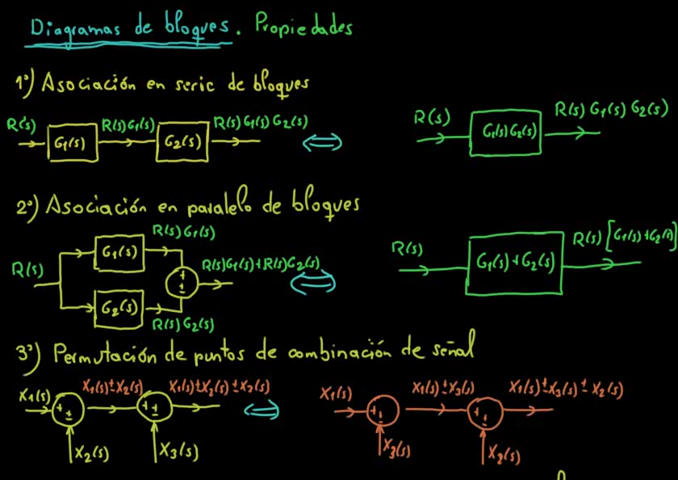 Diagramas de bloques. Propiedades
1º) Asociación en serie de bloques
R(s) G₁(s) R(s)G₁(s) G₂(s) R(s)G₁(s)G₂(s) ⟺ R(s) G₁(s)G₂(s) R(s)G₁(s)G₂(s)
2º) Asociación en paralelo de bloques
R(s)G₁(s)
R(s) G₁(s) + ± R(s)G₁(s)+R(s)G₂(s) ⟺ R(s) G₁(s)+G₂(s) R(s)[G₁(s)+G₂(s)]
G₂(s)
R(s)G₂(s)
3º) Permutación de puntos de combinación de señal
X₁(s) X₁(s)±X₂(s) X₁(s)±X₂(s)±X₃(s) ⟺ X₁(s) X₁(s)±X₃(s) X₁(s)±X₃(s)±X₂(s)
+ ± + ± + ± + ±
X₂(s) X₃(s) X₃(s) X₂(s)